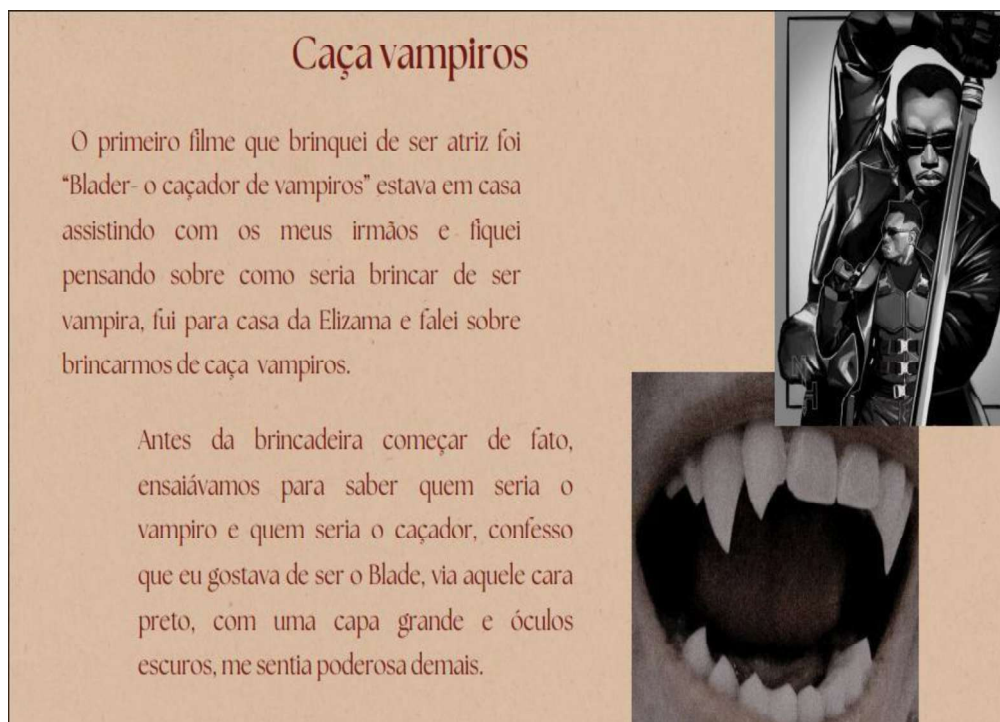 Caça vampiros
O primeiro filme que brinquei de ser atriz foi
“Blader- o caçador de vampiros” estava em casa
assistindo com os meus irmãos e fiquei
pensando sobre como seria brincar de ser
vampira, fui para casa da Elizama e falei sobre
brincarmos de caça vampiros.
Antes da brincadeira começar de fato,
ensaiávamos para saber quem seria o
vampiro e quem seria o caçador, confesso
que eu gostava de ser o Blade, via aquele cara
preto, com uma capa grande e óculos
escuros, me sentia poderosa demais.